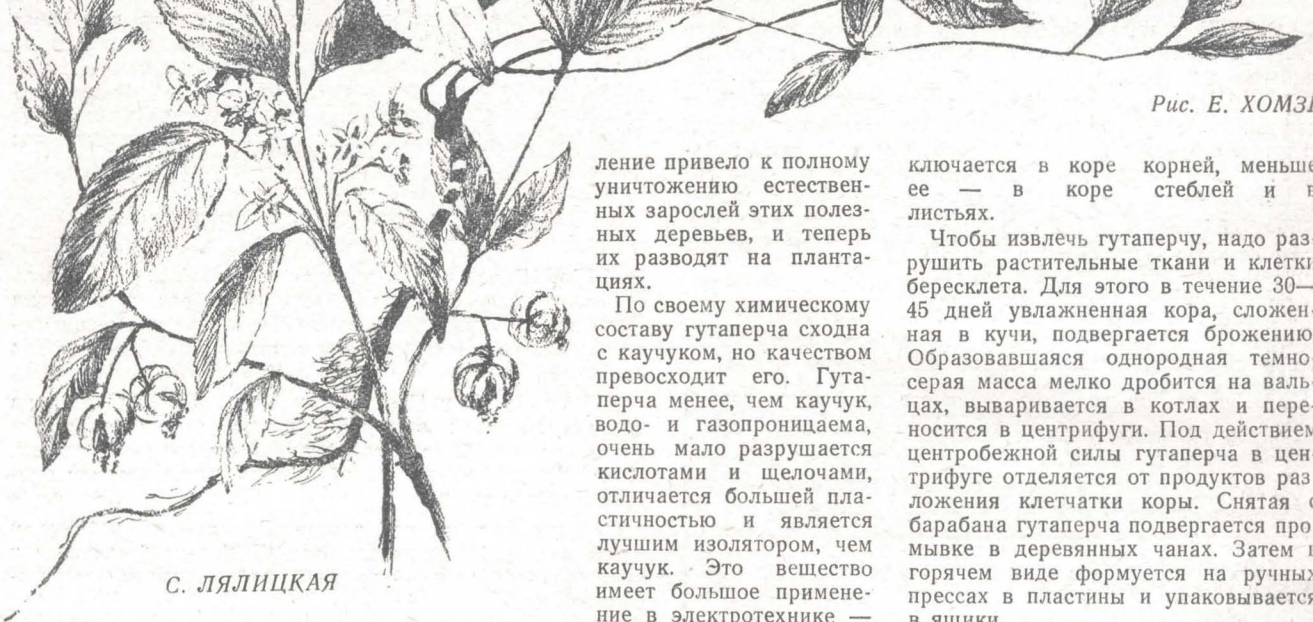 Рис. Е. ХОМЗЕ
ление привело к полному
уничтожению естествен-
ных зарослей этих полез-
ных деревьев, и теперь
их разводят на планта-
циях.
По своему химическому
составу гутаперча сходна
с каучуком, но качеством
превосходит его. Гута-
перча менее, чем каучук,
водо- и газопроницаема,
очень мало разрушается
кислотами и щелочами,
отличается большей пла-
стичностью и является
лучшим изолятором, чем
каучук. Это вещество
имеет большое примене-
ние в электротехнике —
ключается в коре корней, меньше
ее — в коре стеблей и в
листьях.
Чтобы извлечь гутаперчу, надо раз-
рушить растительные ткани и клетки
бересклета. Для этого в течение 30—
45 дней увлажненная кора, сложен-
ная в кучи, подвергается брожению.
Образовавшаяся однородная темно-
серая масса мелко дробится на валь-
цах, вываривается в котлах и пере-
носится в центрифуги. Под действием
центробежной силы гутаперча в цен-
трифуге отделяется от продуктов раз-
ложения клетчатки коры. Снятая
барабана гутаперча подвергается про-
мывке в деревянных чанах. Затем в
горячем виде формуется на ручных
прессах в пластины и упаковывается
в ящики.
С. ЛЯЛИЦКАЯ